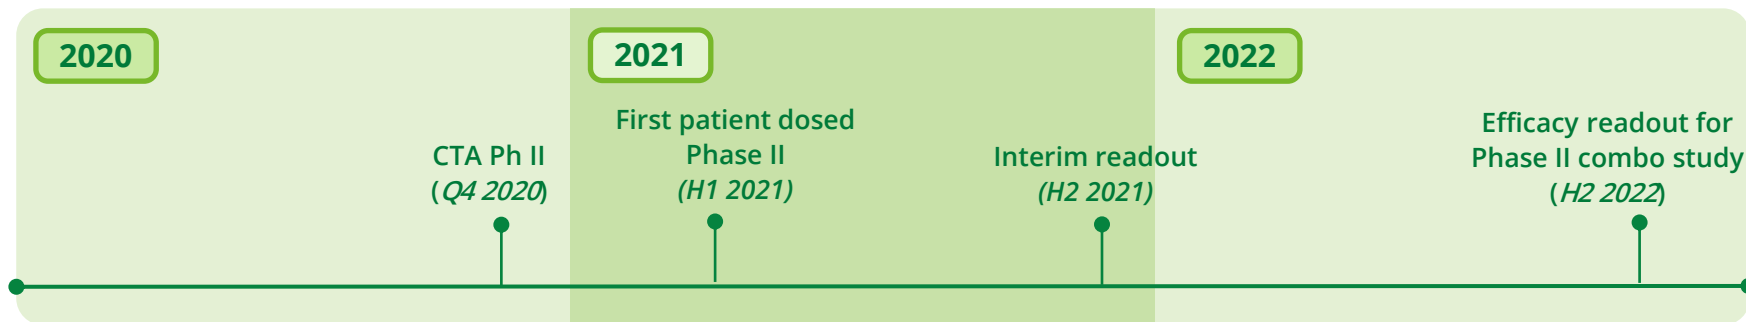 2020
CTA Ph II
(Q4 2020)
2021
First patient dosed
Phase II
(H1 2021)
Interim readout
(H2 2021)
2022
Efficacy readout for
Phase II combo study
(H2 2022)